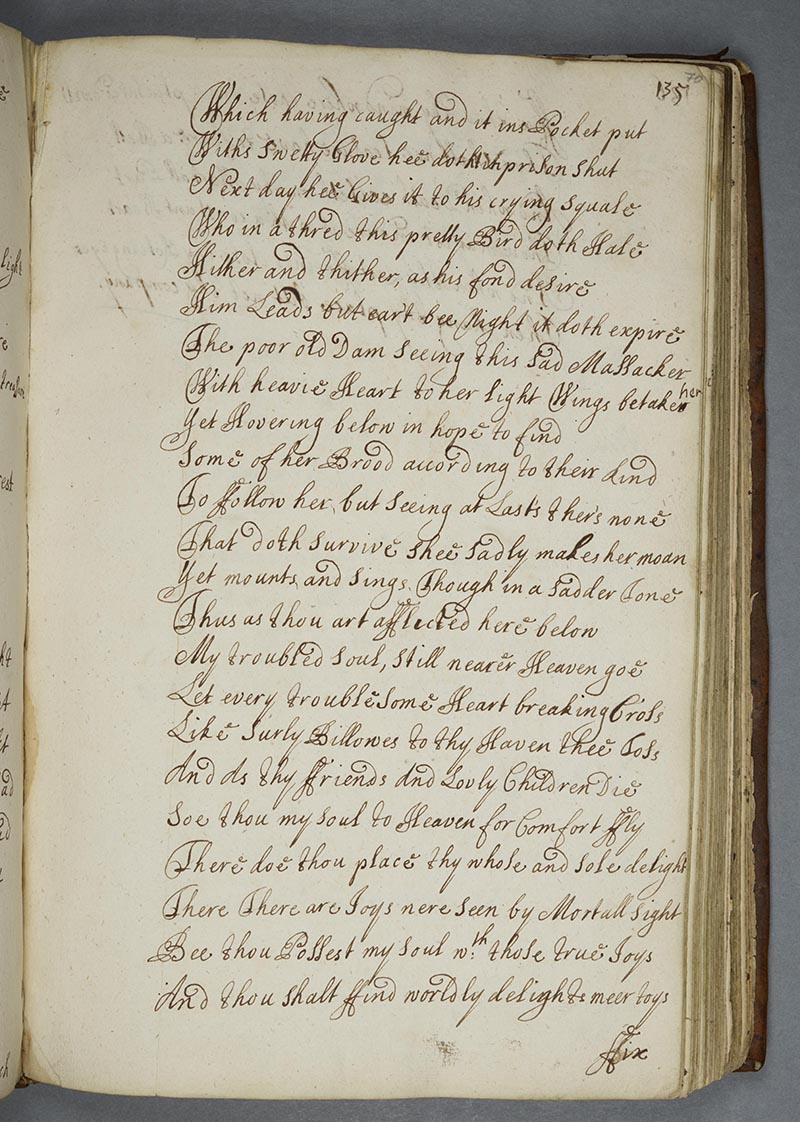 135
70
Which having caught and it ins Pocket put
Withs Swetty Glove hee doth prison shut
Next day hee Gives it to his crying Squale
Who in a thred this pretty Bird doth Hale
Hither and thither, as his fond desire
Him Leads but ear't bee Night it doth expire
The poor old Dam seeing this sad Massacker
With heavie Heart to her light Wings betakes her
Yet Hovering below in hope to find
Some of her Brood according to their kind
To ffollow her, but seeing at Lasts ther's none
That doth survive shee sadly makes her moan
Yet mounts and sings Though in a sadder Tone
Thus as thou art afflicted here below
My troubled soul, still nearer Heaven goe
Let every troublesome Heart breaking Cross
Like surly Billowes to thy Haven thee Toss
And As thy ffriends And Lovly Children Die
Soe thou my soul to Heaven for Comfort ffly
There doe thou place thy whole and sole delight
There There are Joys nere seen by Mortall sight
Bee thou Possest my soul wth. those true Joys
And thou shalt ffind worldly delights meer toys
ffix